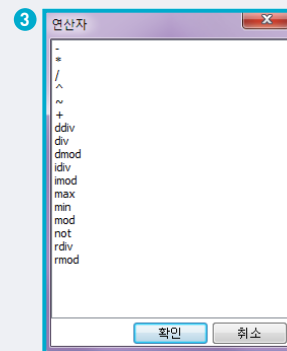 3
연산자
-
*
/
^
~
+
ddiv
div
dmod
idiv
imod
max
min
mod
not
rdiv
rmod
확인 취소